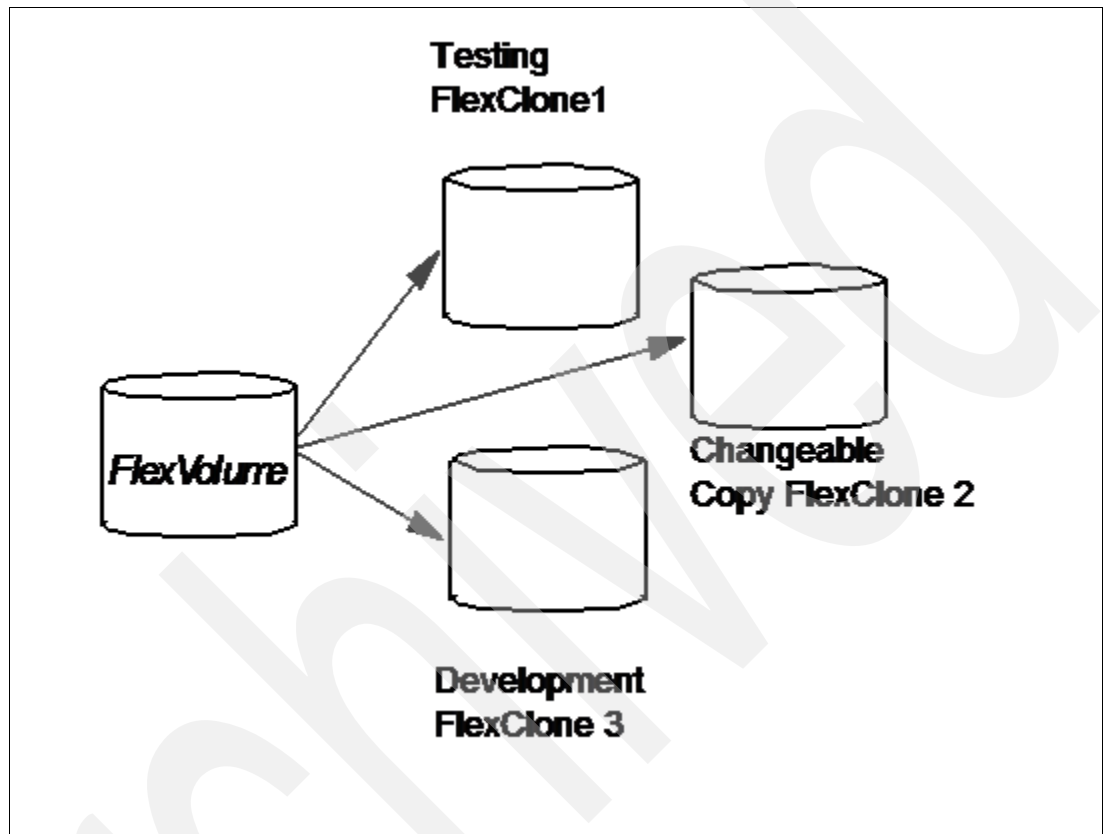 Testing
FlexClone1
FlexVolume
Changeable
Copy FlexClone 2
Development
FlexClone 3